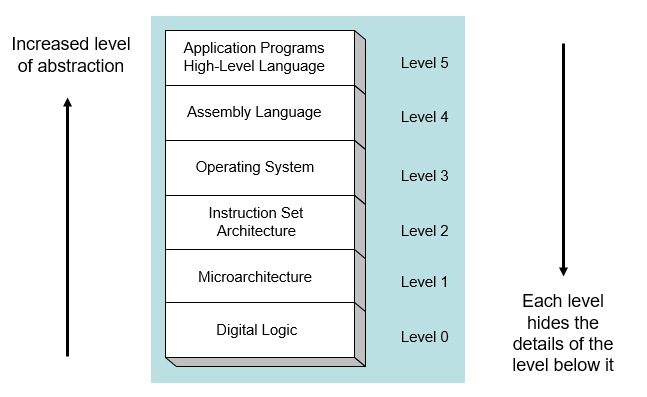 Increased level
of abstraction
Application Programs
High-Level Language
Level 5
Assembly Language
Level 4
Operating System
Level 3
Instruction Set
Architecture
Level 2
Microarchitecture
Level 1
Digital Logic
Level 0
Each level
hides the
details of the
level below it